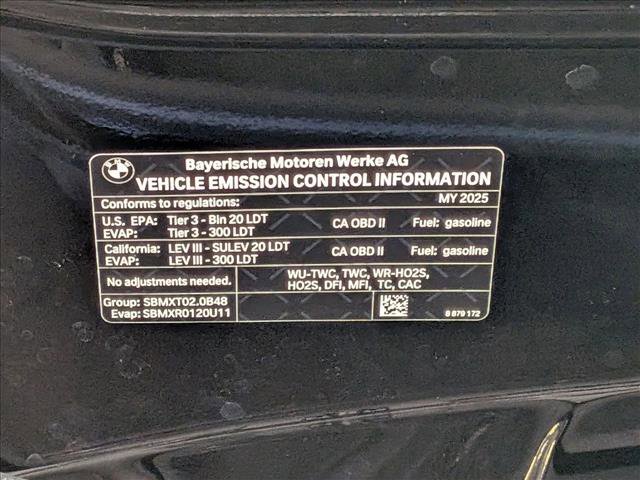 BMW
Bayerische Motoren Werke AG
VEHICLE EMISSION CONTROL INFORMATION
Conforms to regulations: MY 2025
U.S. EPA: Tier 3 - Bin 20 LDT CA OBD II Fuel: gasoline
EVAP: Tier 3 - 300 LDT
California: LEV III - SULEV 20 LDT CA OBD II Fuel: gasoline
EVAP: LEV III - 300 LDT
No adjustments needed. WU-TWC, TWC, WR-HO2S,
HO2S, DFI, MFI, TC, CAC
Group: SBMXT02.0B48
Evap: SBMXR0120U11
8 879 172